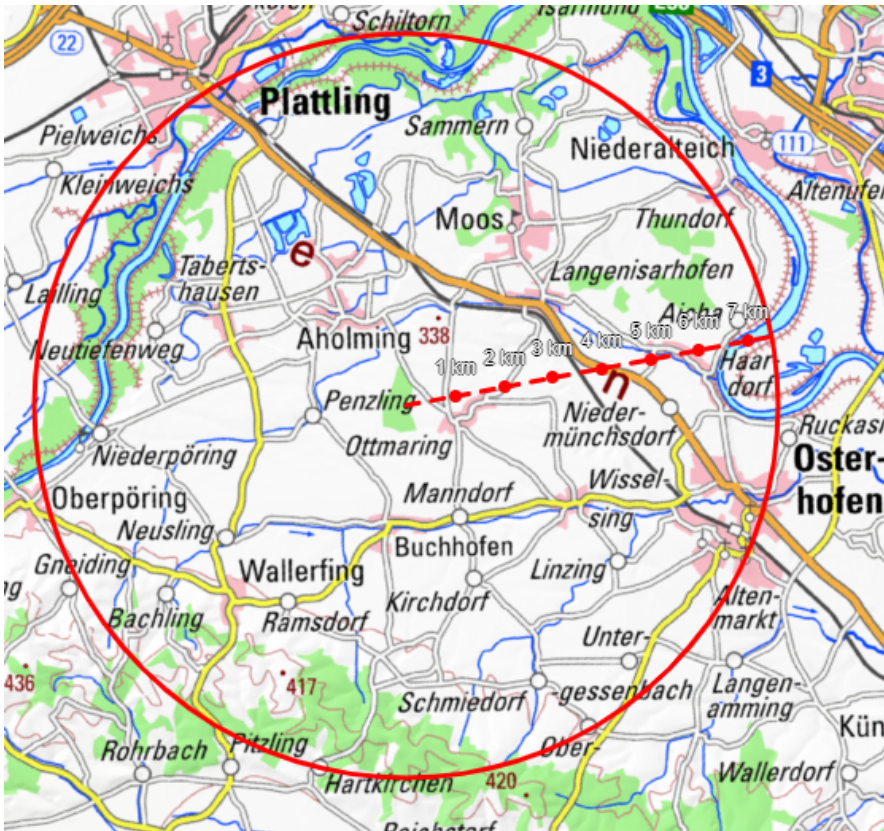 Schiltorn
Isarmund
22
3
Plattling
Pielweichs
Sammern
Niederalteich
111
Kleinweichs
Altenufer
Moos
Thundorf
e
Taberts-
hausen
Langenisarhofen
Lailling
Aicha
338
Aholming
Neutiefenweg
1 km
2 km
3 km
4 km
5 km
6 km
7 km
Haar-
dorf
n
Penzling
Nieder-
münchsdorf
Ruckas
Ottmaring
Niederpöring
Oster-
hofen
Manndorf
Wissel-
sing
Oberpöring
Neusling
Buchhofen
Gneiding
Wallerfing
Linzing
ng
Kirchdorf
Bachling
Ramsdorf
Alten-
markt
Unter-
436
417
Schmiedorf
-gessenbach
Langen-
amming
Ober-
Kün
Rohrbach
Pitzling
Hartkirchen
420
Wallerdorf